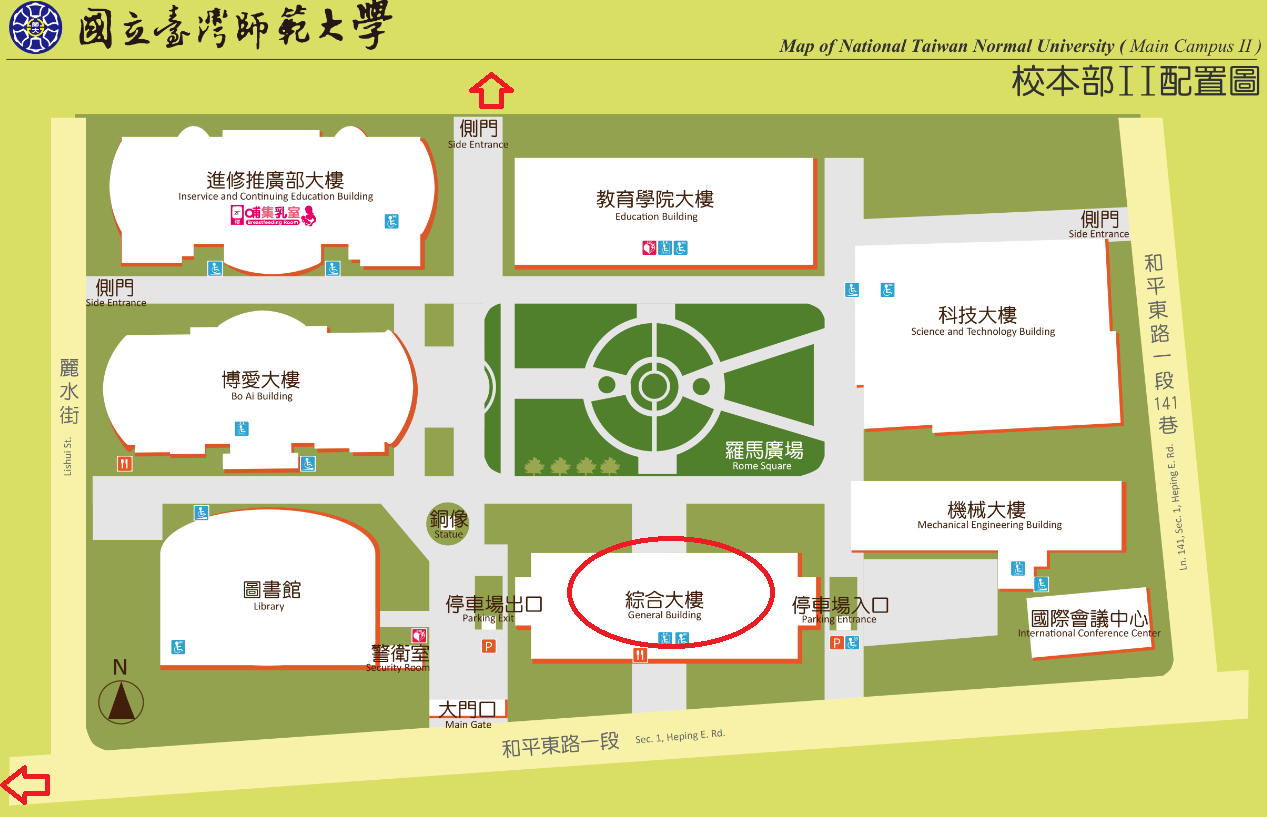 國立臺灣師範大學
Map of National Taiwan Normal University ( Main Campus II )
校本部II配置圖
側門
Side Entrance
進修推廣部大樓
Inservice and Continuing Education Building
哺集乳室
Breastfeeding Room
教育學院大樓
Education Building
側門
Side Entrance
側門
Side Entrance
科技大樓
Science and Technology Building
和平東路一段141巷
Ln. 141, Sec. 1, Heping E. Rd.
麗水街
Lishui St.
博愛大樓
Bo Ai Building
羅馬廣場
Rome Square
銅像
Statue
機械大樓
Mechanical Engineering Building
圖書館
Library
停車場出口
Parking Exit
P
綜合大樓
General Building
停車場入口
Parking Entrance
P
國際會議中心
International Conference Center
警衛室
Security Room
N
大門口
Main Gate
和平東路一段
Sec. 1, Heping E. Rd.